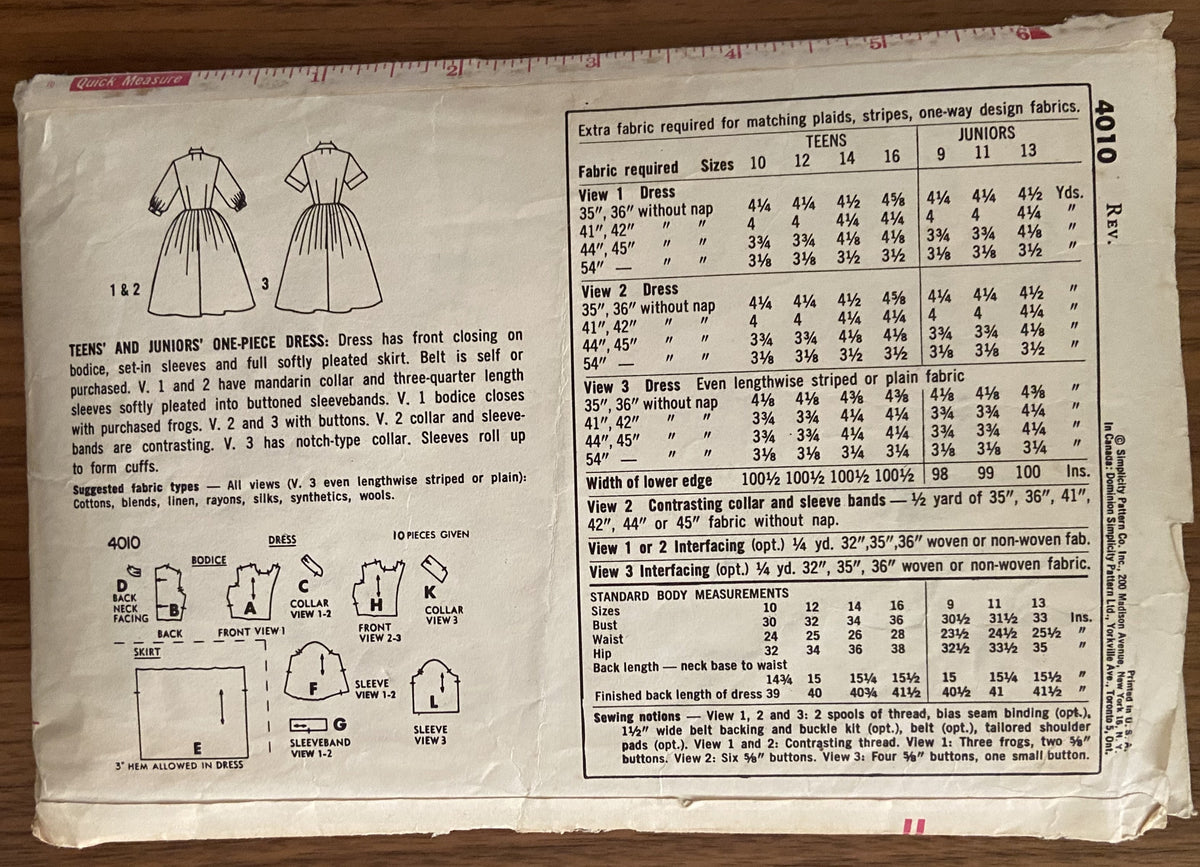 Quick Measure 1 2 3 4 5 6
1 & 2
3
TEENS' AND JUNIORS' ONE-PIECE DRESS: Dress has front closing on
bodice, set-in sleeves and full softly pleated skirt. Belt is self or
purchased. V. 1 and 2 have mandarin collar and three-quarter length
sleeves softly pleated into buttoned sleevebands. V. 1 bodice closes
with purchased frogs. V. 2 and 3 with buttons. V. 2 collar and sleeve-
bands are contrasting. V. 3 has notch-type collar. Sleeves roll up
to form cuffs.
Suggested fabric types — All views (V. 3 even lengthwise striped or plain):
Cottons, blends, linen, rayons, silks, synthetics, wools.
4010 DRESS 10 PIECES GIVEN
BODICE
D
BACK
NECK
FACING
B
BACK
A
FRONT VIEW 1
C
COLLAR
VIEW 1-2
H
FRONT
VIEW 2-3
K
COLLAR
VIEW 3
SKIRT
E
3" HEM ALLOWED IN DRESS
F
SLEEVE
VIEW 1-2
G
SLEEVEBAND
VIEW 1-2
L
SLEEVE
VIEW 3
Extra fabric required for matching plaids, stripes, one-way design fabrics.
TEENS JUNIORS
Fabric required Sizes 10 12 14 16 9 11 13
View 1 Dress
35", 36" without nap 4¼ 4¼ 4½ 4⅝ 4¼ 4¼ 4½ Yds.
41", 42" " " 4 4 4¼ 4¼ 4 4 4¼ "
44", 45" " " 3¾ 3¾ 4⅛ 4⅛ 3¾ 3¾ 4⅛ "
54" — " " 3⅛ 3⅛ 3½ 3½ 3⅛ 3⅛ 3½ "
View 2 Dress
35", 36" without nap 4¼ 4¼ 4½ 4⅝ 4¼ 4¼ 4½ "
41", 42" " " 4 4 4¼ 4¼ 4 4 4¼ "
44", 45" " " 3¾ 3¾ 4⅛ 4⅛ 3¾ 3¾ 4⅛ "
54" — " " 3⅛ 3⅛ 3½ 3½ 3⅛ 3⅛ 3½ "
View 3 Dress Even lengthwise striped or plain fabric
35", 36" without nap 4⅛ 4⅛ 4⅜ 4⅜ 4⅛ 4⅛ 4⅜ "
41", 42" " " 3¾ 3¾ 4¼ 4¼ 3¾ 3¾ 4¼ "
44", 45" " " 3¾ 3¾ 4¼ 4¼ 3¾ 3¾ 4¼ "
54" — " " 3⅛ 3⅛ 3¼ 3¼ 3⅛ 3⅛ 3¼ "
Width of lower edge 100½ 100½ 100½ 100½ 98 99 100 Ins.
View 2 Contrasting collar and sleeve bands — ½ yard of 35", 36", 41",
42", 44" or 45" fabric without nap.
View 1 or 2 Interfacing (opt.) ¼ yd. 32",35",36" woven or non-woven fab.
View 3 Interfacing (opt.) ¼ yd. 32", 35", 36" woven or non-woven fabric.
STANDARD BODY MEASUREMENTS
Sizes 10 12 14 16 9 11 13
Bust 30 32 34 36 30½ 31½ 33 Ins.
Waist 24 25 26 28 23½ 24½ 25½ "
Hip 32 34 36 38 32½ 33½ 35 "
Back length — neck base to waist
14¾ 15 15¼ 15½ 15 15¼ 15½ "
Finished back length of dress 39 40 40¾ 41½ 40½ 41 41½ "
Sewing notions — View 1, 2 and 3: 2 spools of thread, bias seam binding (opt.),
1½" wide belt backing and buckle kit (opt.), belt (opt.), tailored shoulder
pads (opt.). View 1 and 2: Contrasting thread. View 1: Three frogs, two ⅝"
buttons. View 2: Six ⅝" buttons. View 3: Four ⅝" buttons, one small button.
4010 REV.
Printed in U. S. A.
© Simplicity Pattern Co. Inc., 200 Madison Avenue, New York 16, N. Y.
In Canada: Dominion Simplicity Pattern Ltd., Yorkville Ave., Toronto 5, Ont.